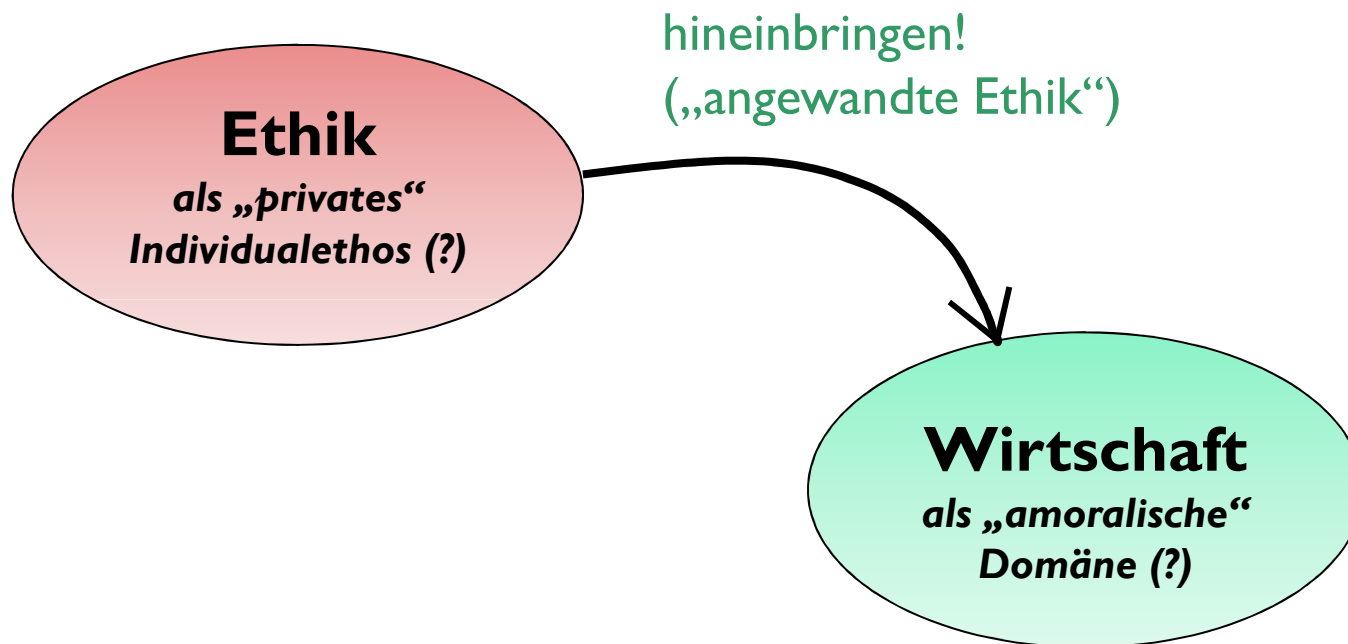 hineinbringen!
(„angewandte Ethik“)
Ethik
als „privates“
Individualethos (?)
Wirtschaft
als „amoralische“
Domäne (?)